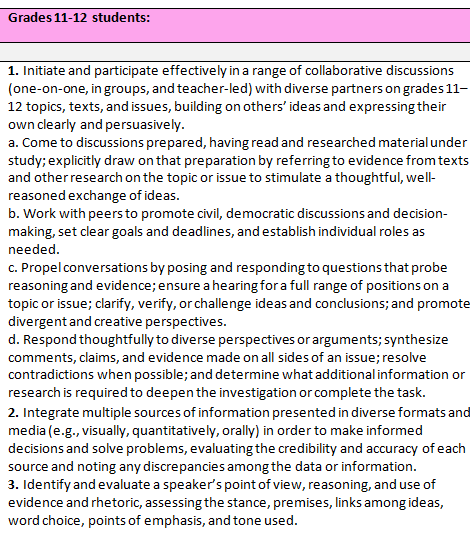 Grades 11-12 students:
1. Initiate and participate effectively in a range of collaborative discussions
(one-on-one, in groups, and teacher-led) with diverse partners on grades 11–
12 topics, texts, and issues, building on others’ ideas and expressing their
own clearly and persuasively.
a. Come to discussions prepared, having read and researched material under
study; explicitly draw on that preparation by referring to evidence from texts
and other research on the topic or issue to stimulate a thoughtful, well-
reasoned exchange of ideas.
b. Work with peers to promote civil, democratic discussions and decision-
making, set clear goals and deadlines, and establish individual roles as
needed.
c. Propel conversations by posing and responding to questions that probe
reasoning and evidence; ensure a hearing for a full range of positions on a
topic or issue; clarify, verify, or challenge ideas and conclusions; and promote
divergent and creative perspectives.
d. Respond thoughtfully to diverse perspectives or arguments; synthesize
comments, claims, and evidence made on all sides of an issue; resolve
contradictions when possible; and determine what additional information or
research is required to deepen the investigation or complete the task.
2. Integrate multiple sources of information presented in diverse formats and
media (e.g., visually, quantitatively, orally) in order to make informed
decisions and solve problems, evaluating the credibility and accuracy of each
source and noting any discrepancies among the data or information.
3. Identify and evaluate a speaker’s point of view, reasoning, and use of
evidence and rhetoric, assessing the stance, premises, links among ideas,
word choice, points of emphasis, and tone used.